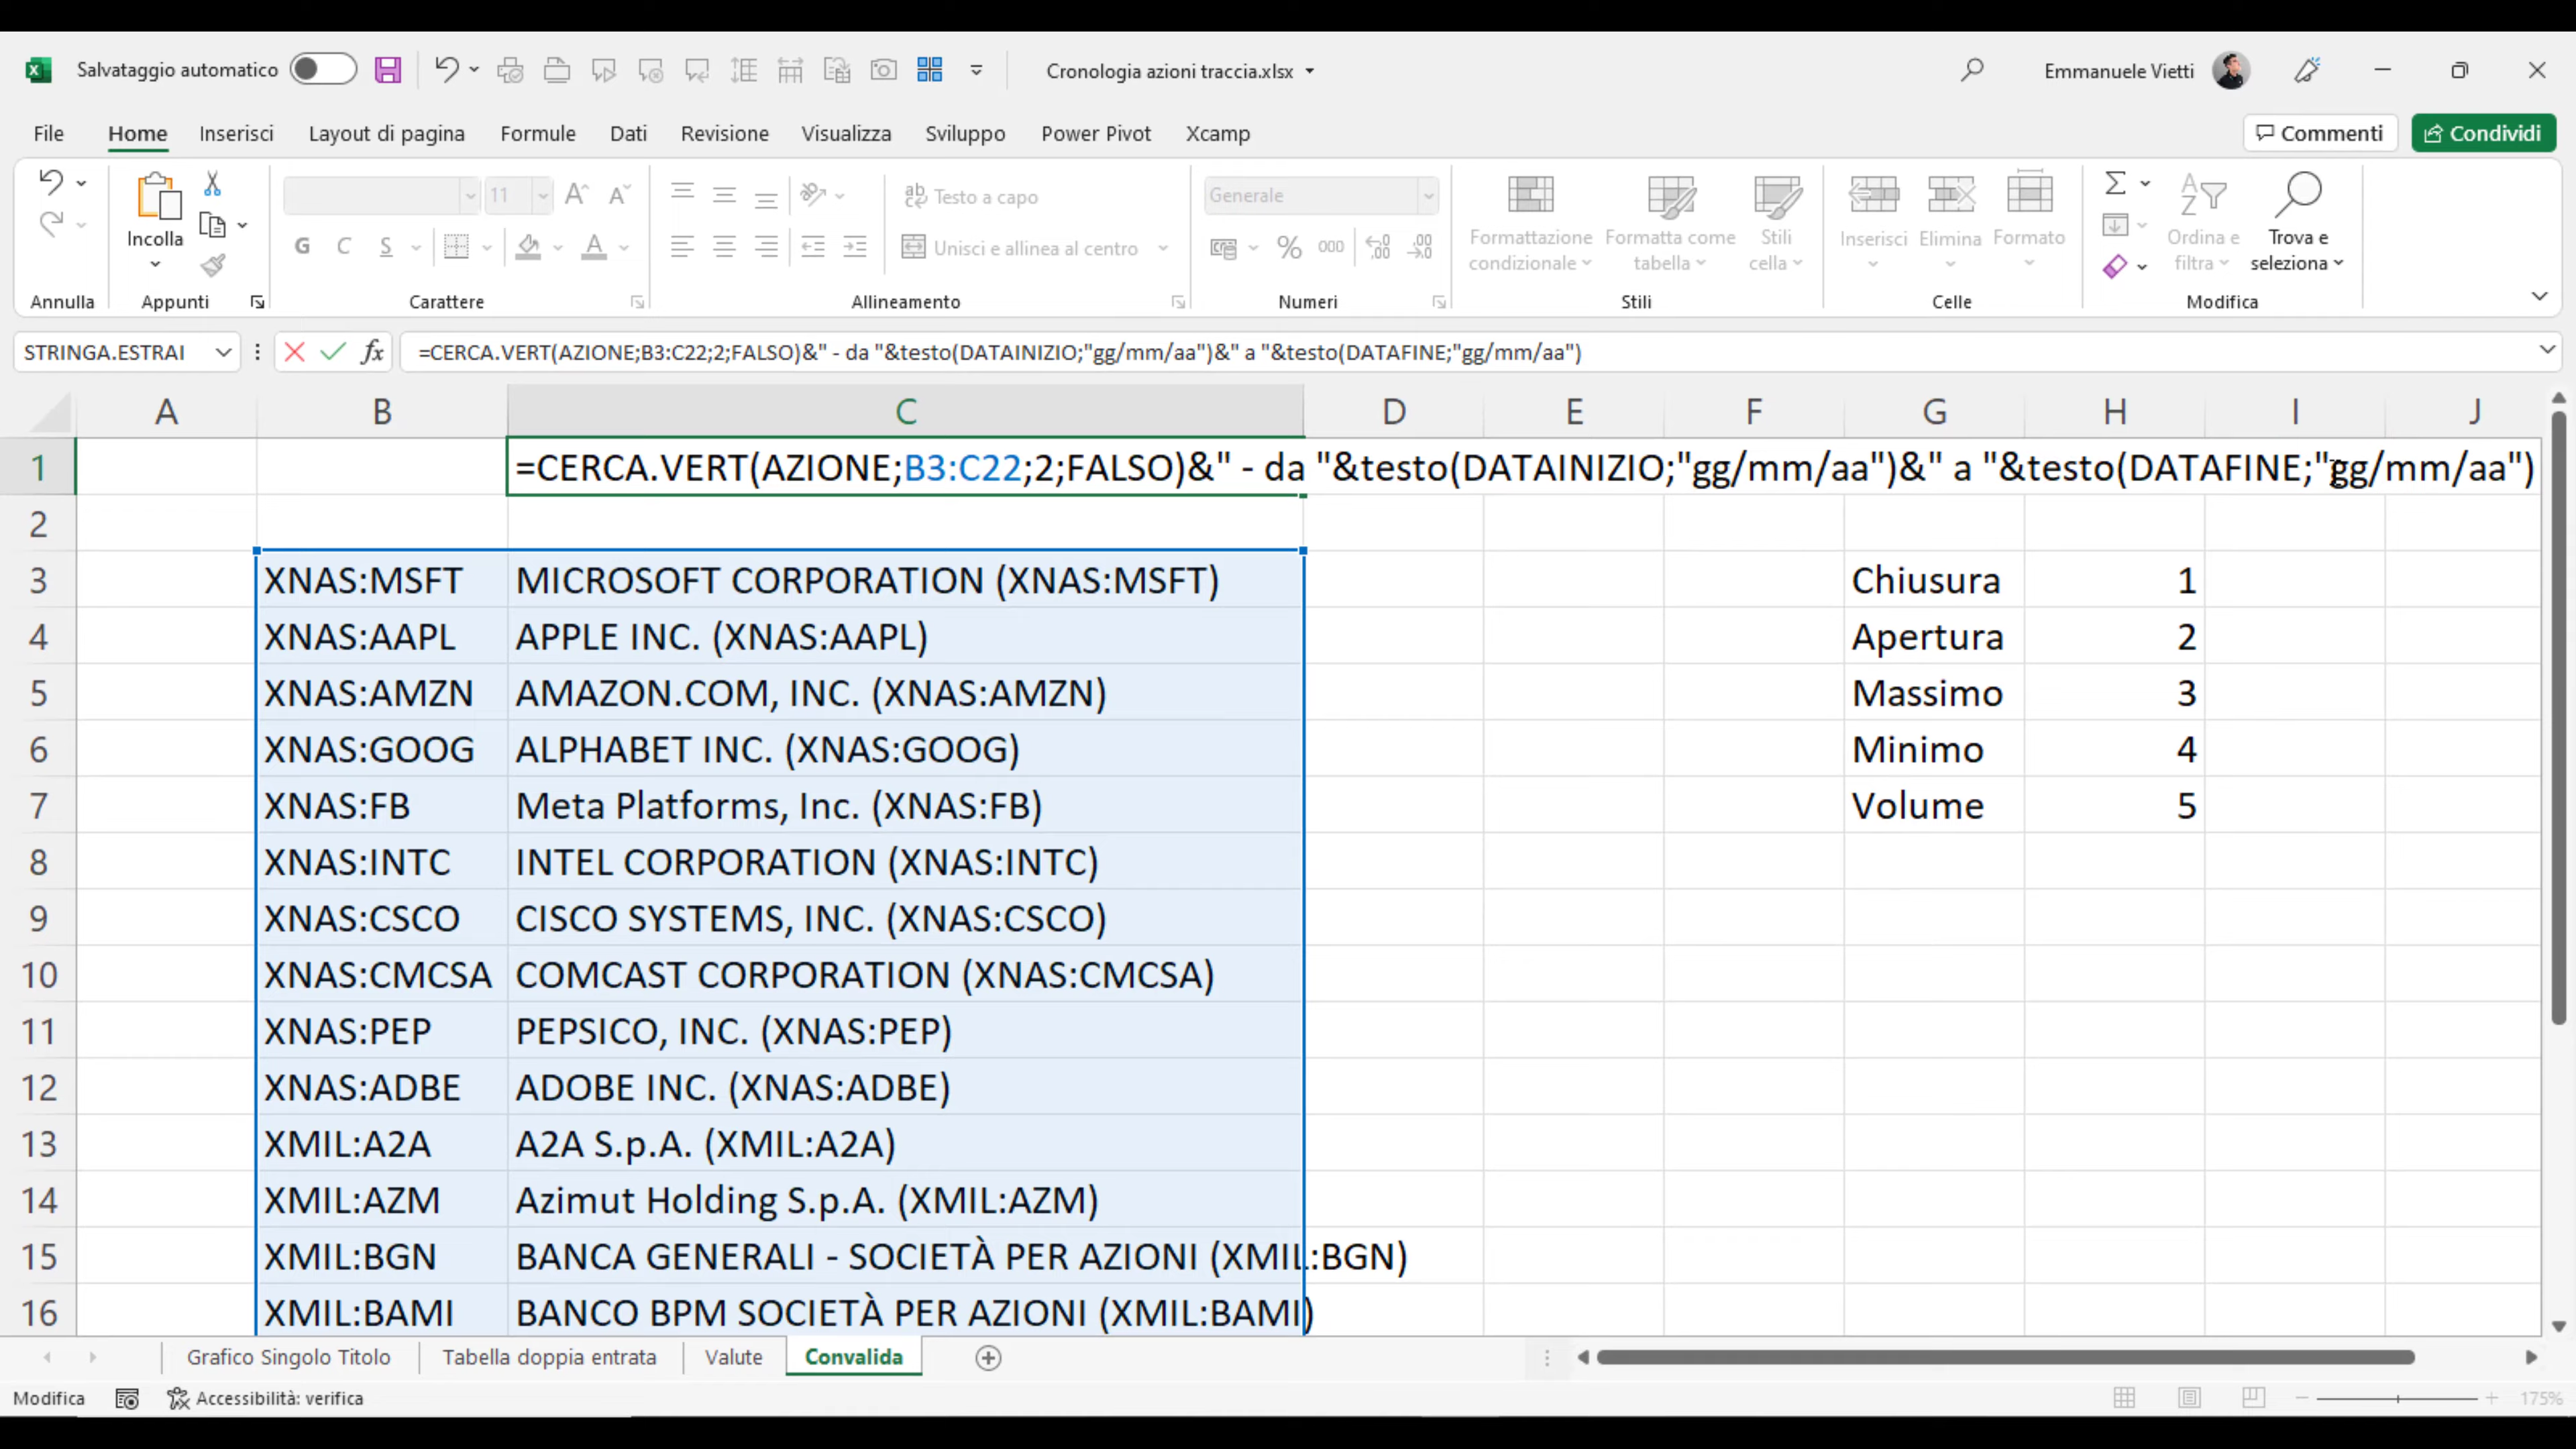 Salvataggio automatico
Cronologia azioni traccia.xlsx
Emmanuele Vietti
File Home Inserisci Layout di pagina Formule Dati Revisione Visualizza Sviluppo Power Pivot Xcamp
Commenti Condividi
Incolla
11
G C S
A
ab Testo a capo
Unisci e allinea al centro
Generale
% 000
Formattazione condizionale
Formatta come tabella
Stili cella
Inserisci Elimina Formato
Ordina e filtra
Trova e seleziona
Annulla Appunti Carattere Allineamento Numeri Stili Celle Modifica
STRINGA.ESTRAI
fx
=CERCA.VERT(AZIONE;B3:C22;2;FALSO)&" - da "&testo(DATAINIZIO;"gg/mm/aa")&" a "&testo(DATAFINE;"gg/mm/aa")
A B C D E F G H I J
1 =CERCA.VERT(AZIONE;B3:C22;2;FALSO)&" - da "&testo(DATAINIZIO;"gg/mm/aa")&" a "&testo(DATAFINE;"gg/mm/aa")
2
3 XNAS:MSFT MICROSOFT CORPORATION (XNAS:MSFT) Chiusura 1
4 XNAS:AAPL APPLE INC. (XNAS:AAPL) Apertura 2
5 XNAS:AMZN AMAZON.COM, INC. (XNAS:AMZN) Massimo 3
6 XNAS:GOOG ALPHABET INC. (XNAS:GOOG) Minimo 4
7 XNAS:FB Meta Platforms, Inc. (XNAS:FB) Volume 5
8 XNAS:INTC INTEL CORPORATION (XNAS:INTC)
9 XNAS:CSCO CISCO SYSTEMS, INC. (XNAS:CSCO)
10 XNAS:CMCSA COMCAST CORPORATION (XNAS:CMCSA)
11 XNAS:PEP PEPSICO, INC. (XNAS:PEP)
12 XNAS:ADBE ADOBE INC. (XNAS:ADBE)
13 XMIL:A2A A2A S.p.A. (XMIL:A2A)
14 XMIL:AZM Azimut Holding S.p.A. (XMIL:AZM)
15 XMIL:BGN BANCA GENERALI - SOCIETÀ PER AZIONI (XMIL:BGN)
16 XMIL:BAMI BANCO BPM SOCIETÀ PER AZIONI (XMIL:BAMI)
Grafico Singolo Titolo Tabella doppia entrata Valute Convalida
Modifica Accessibilità: verifica 175%